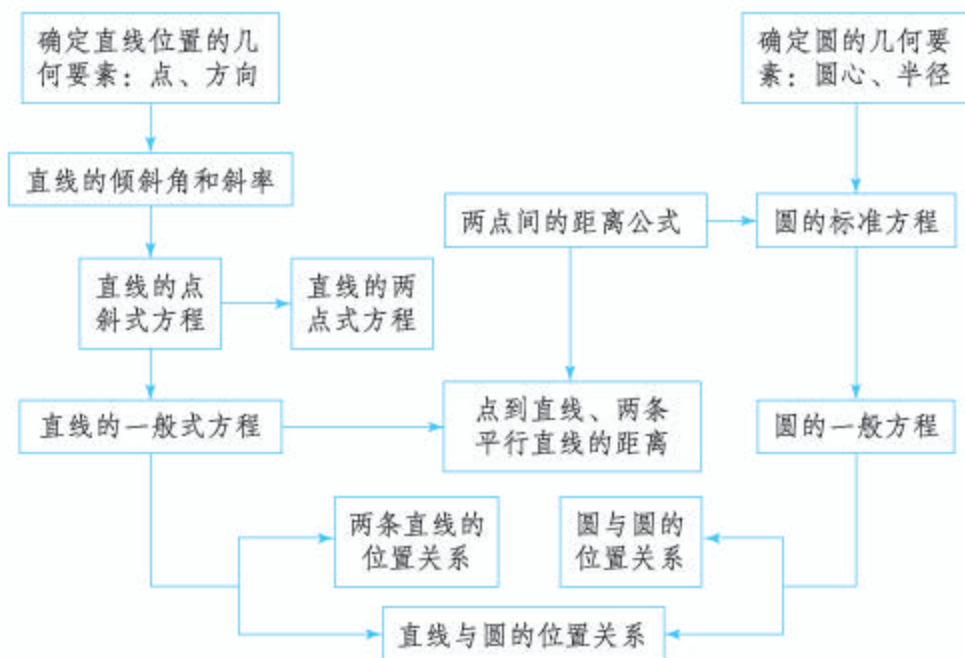 确定直线位置的几
何要素：点、方向
确定圆的几何要
素：圆心、半径
直线的倾斜角和斜率
两点间的距离公式
圆的标准方程
直线的点
斜式方程
直线的两
点式方程
直线的一般式方程
点到直线、两条
平行直线的距离
圆的一般方程
两条直线的
位置关系
圆与圆的
位置关系
直线与圆的位置关系